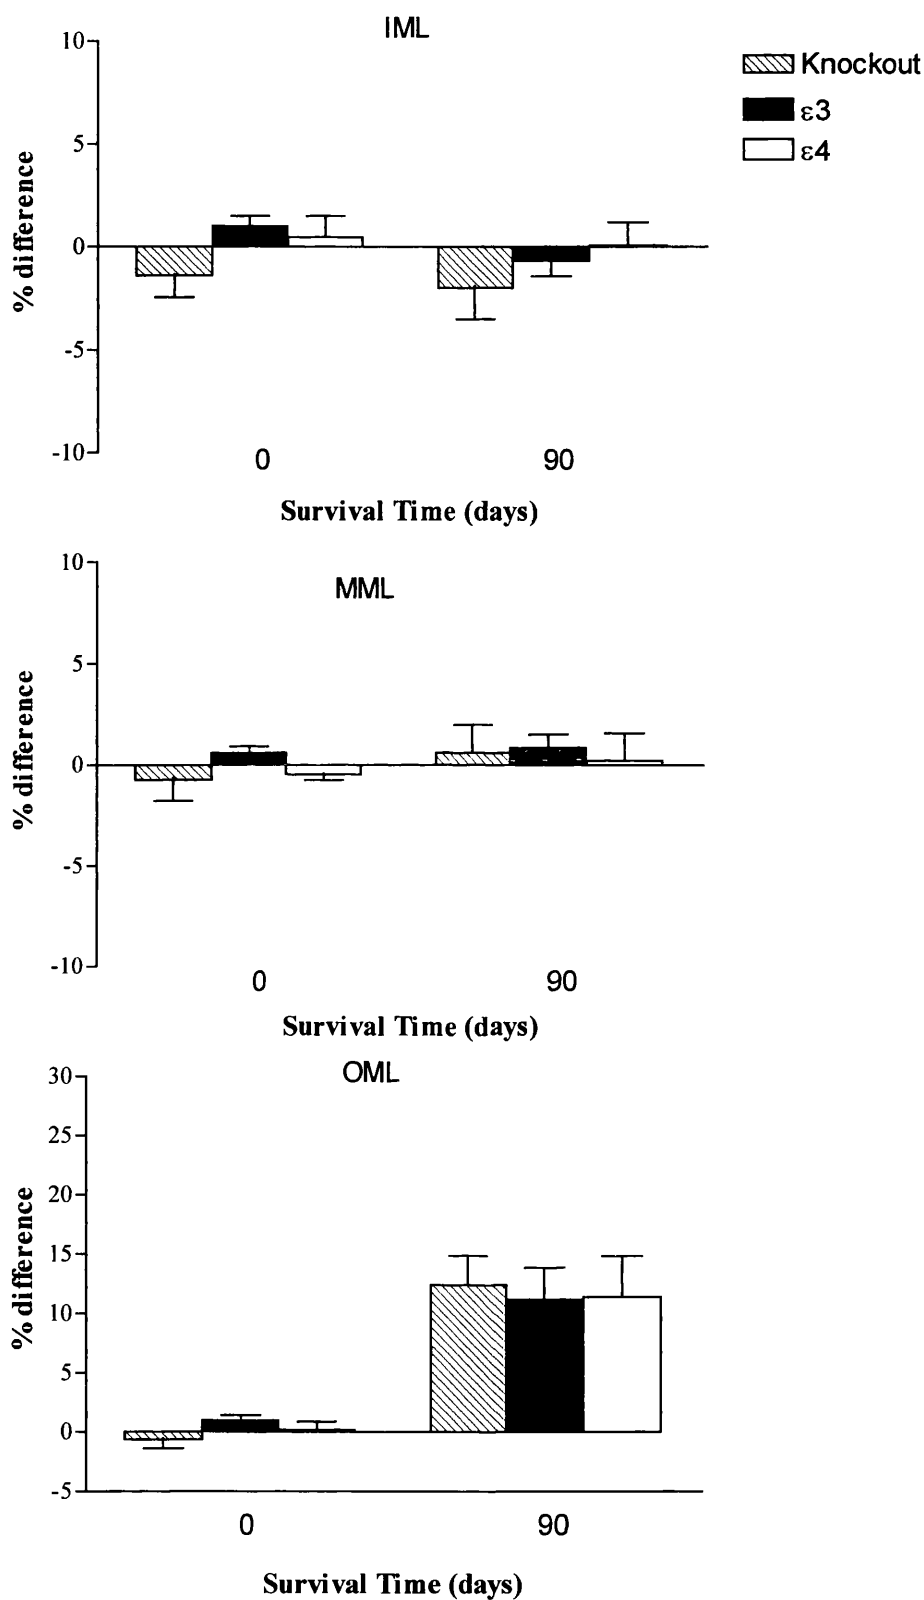 IML
10
5
0
-5
-10
% difference
0 90
Survival Time (days)
Knockout
ε3
ε4
MML
10
5
0
-5
-10
% difference
0 90
Survival Time (days)
OML
30
25
20
15
10
5
0
-5
% difference
0 90
Survival Time (days)